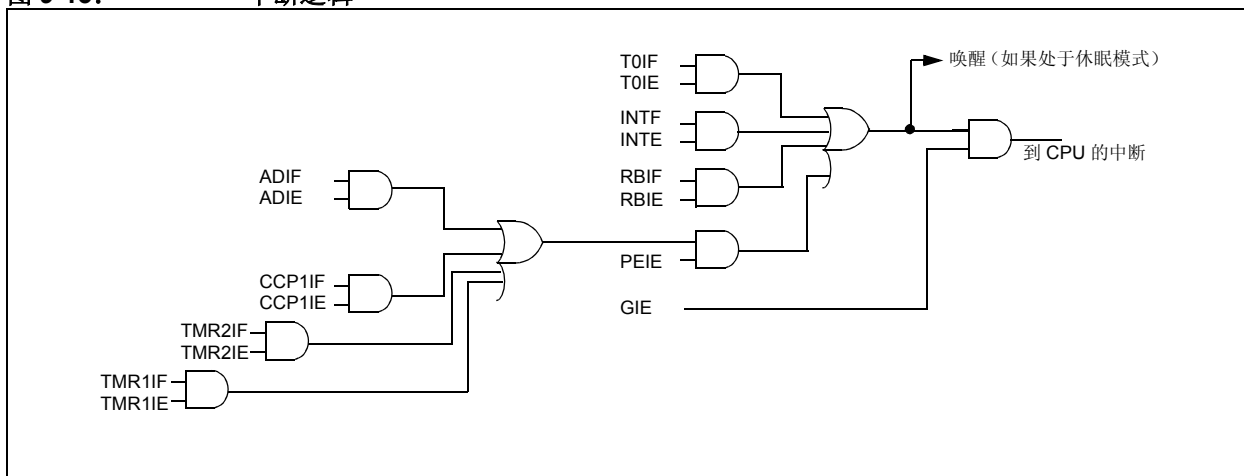 T0IF
T0IE
唤醒（如果处于休眠模式）
INTF
INTE
到 CPU 的中断
ADIF
ADIE
RBIF
RBIE
PEIE
CCP1IF
CCP1IE
GIE
TMR2IF
TMR2IE
TMR1IF
TMR1IE